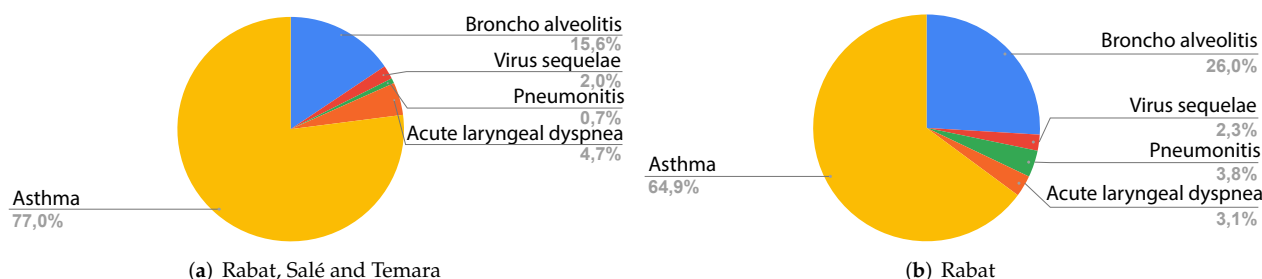 Broncho alveolitis
15,6%
Virus sequelae
2,0%
Pneumonitis
0,7%
Acute laryngeal dyspnea
4,7%
Asthma
77,0%
(a) Rabat, Salé and Temara
Broncho alveolitis
26,0%
Virus sequelae
2,3%
Pneumonitis
3,8%
Acute laryngeal dyspnea
3,1%
Asthma
64,9%
(b) Rabat